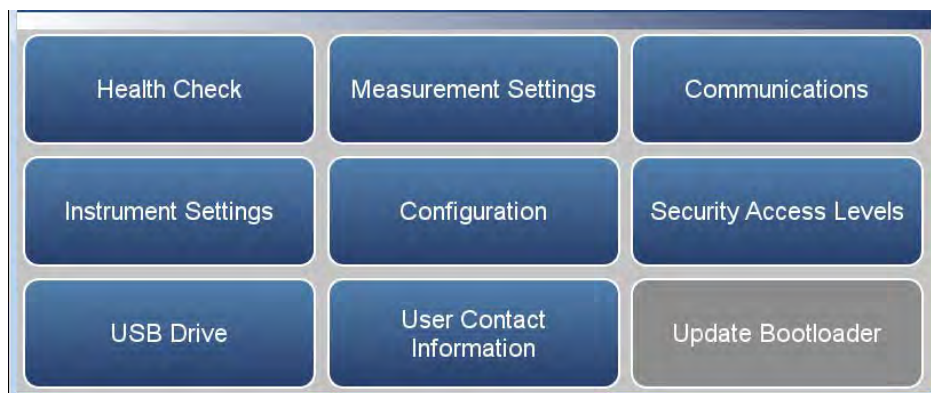 Health Check
Measurement Settings
Communications
Instrument Settings
Configuration
Security Access Levels
USB Drive
User Contact
Information
Update Bootloader